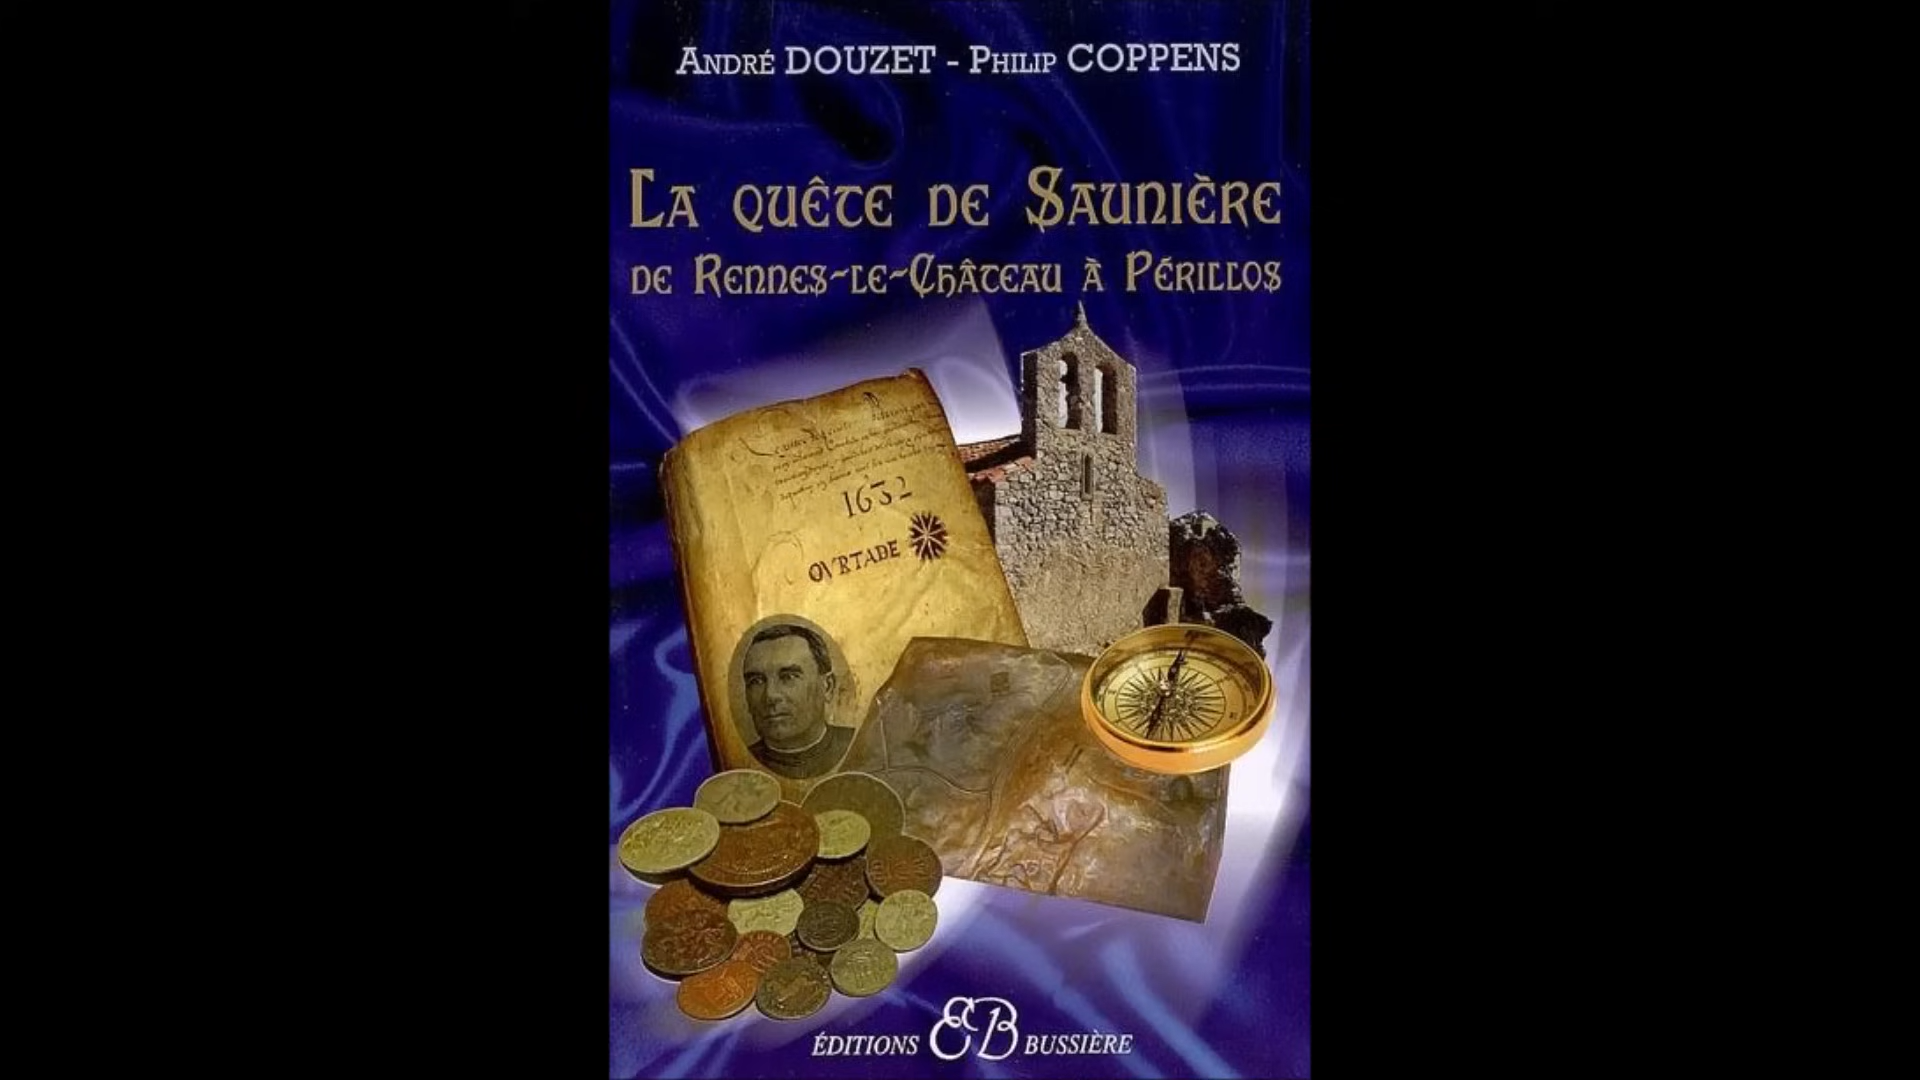 André DOUZET - Philip COPPENS
La quête de Saunière
de Rennes-le-Château à Périllos
1632
OVRTADE
ÉDITIONS EB BUSSIÈRE